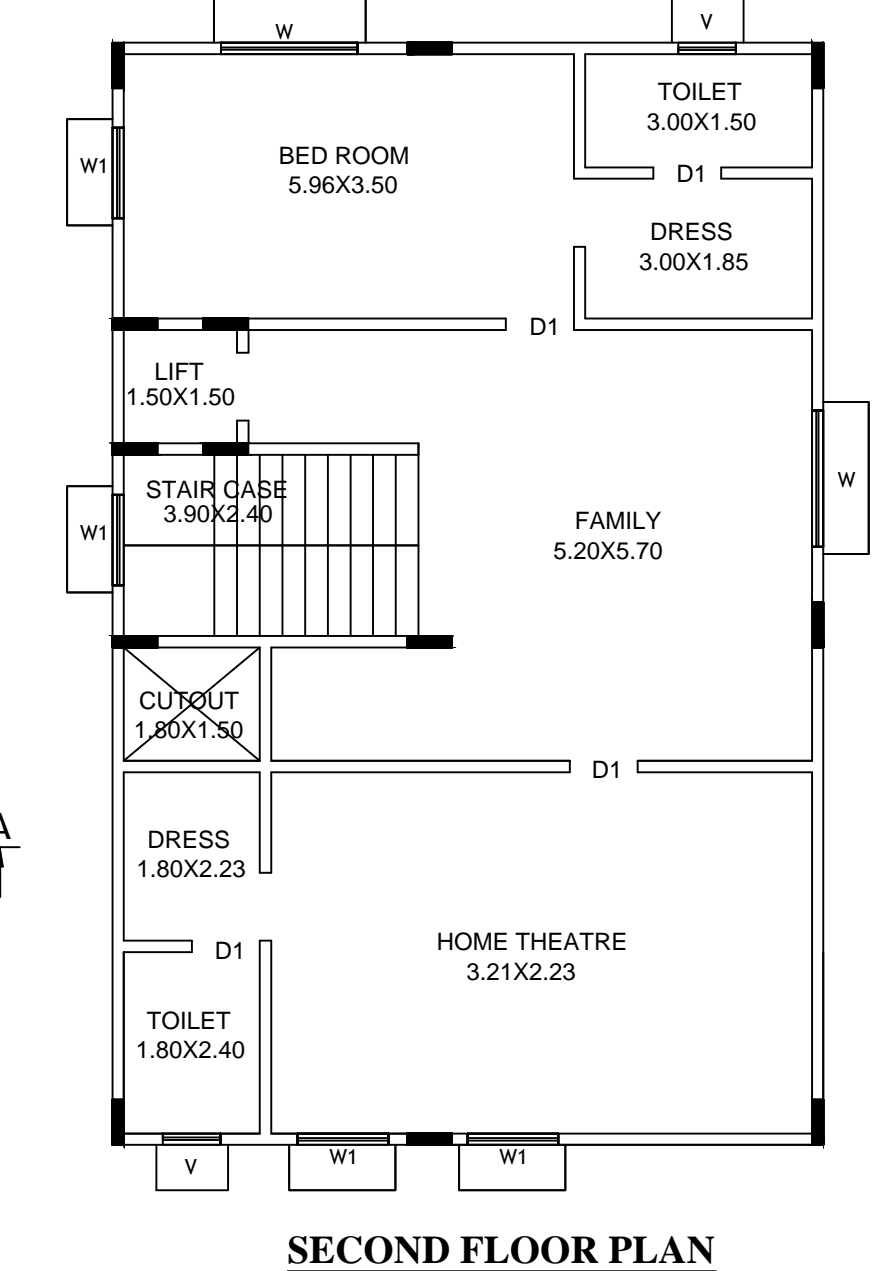 W
V
TOILET
3.00X1.50
W1
BED ROOM
5.96X3.50
D1
DRESS
3.00X1.85
D1
LIFT
1.50X1.50
W
STAIR CASE
3.90X2.40
W1
FAMILY
5.20X5.70
CUTOUT
1.80X1.50
D1
A
DRESS
1.80X2.23
D1
HOME THEATRE
3.21X2.23
TOILET
1.80X2.40
V
W1
W1
SECOND FLOOR PLAN